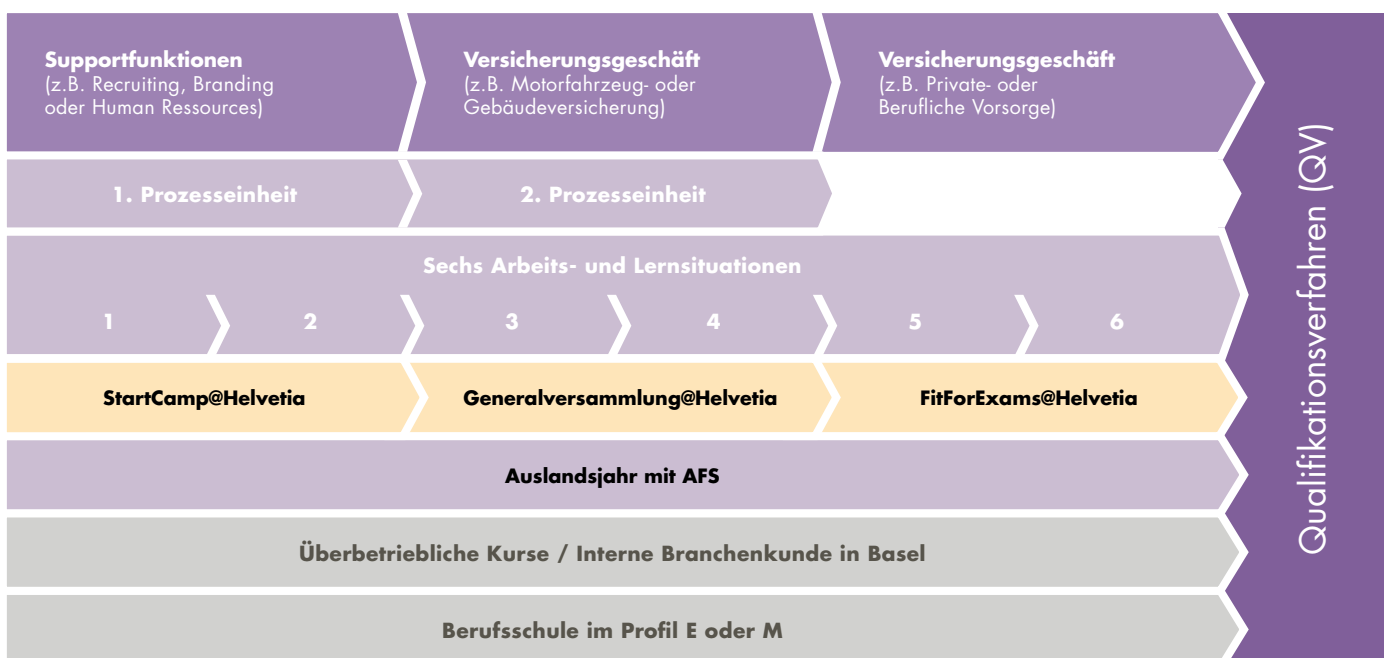 Supportfunktionen
(z.B. Recruiting, Branding
oder Human Ressources)
Versicherungsgeschäft
(z.B. Motorfahrzeug- oder
Gebäudeversicherung)
Versicherungsgeschäft
(z.B. Private- oder
Berufliche Vorsorge)
1. Prozesseinheit
2. Prozesseinheit
Sechs Arbeits- und Lernsituationen
1 2 3 4 5 6
StartCamp@Helvetia
Generalversammlung@Helvetia
FitForExams@Helvetia
Auslandsjahr mit AFS
Überbetriebliche Kurse / Interne Branchenkunde in Basel
Berufsschule im Profil E oder M
Qualifikationsverfahren (QV)